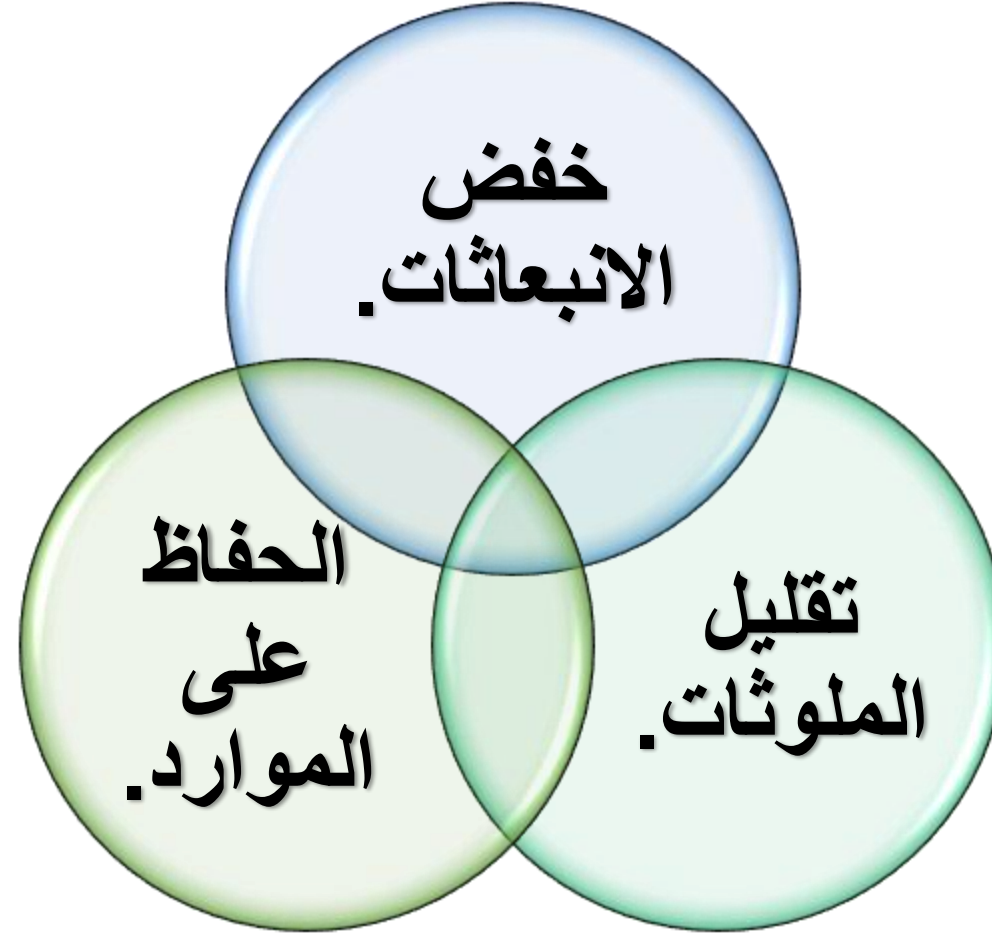 خفض
الانبعاثات.
تقليل
الملوثات.
الحفاظ
على
الموارد.